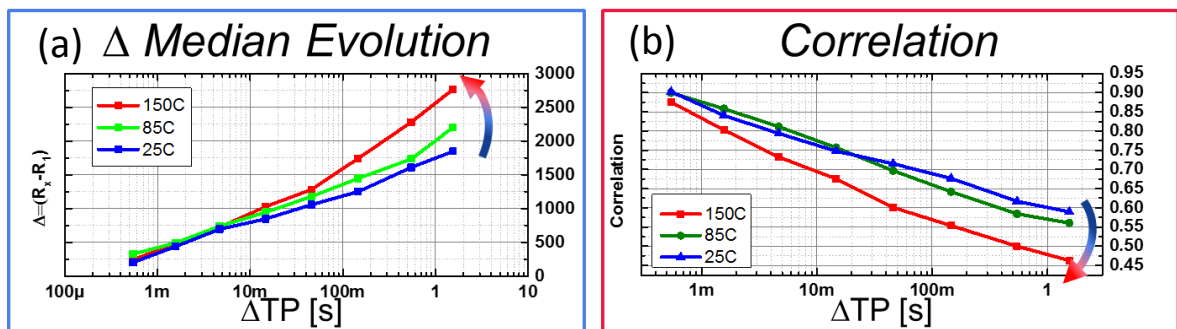 (a) Δ Median Evolution
3000
2500
2000
1500
1000
500
0
150C
85C
25C
Δ=(Rx-R1)
100µ 1m 10m 100m 1 10
ΔTP [s]
(b) Correlation
0.95
0.90
0.85
0.80
0.75
0.70
0.65
0.60
0.55
0.50
0.45
Correlation
150C
85C
25C
1m 10m 100m 1
ΔTP [s]